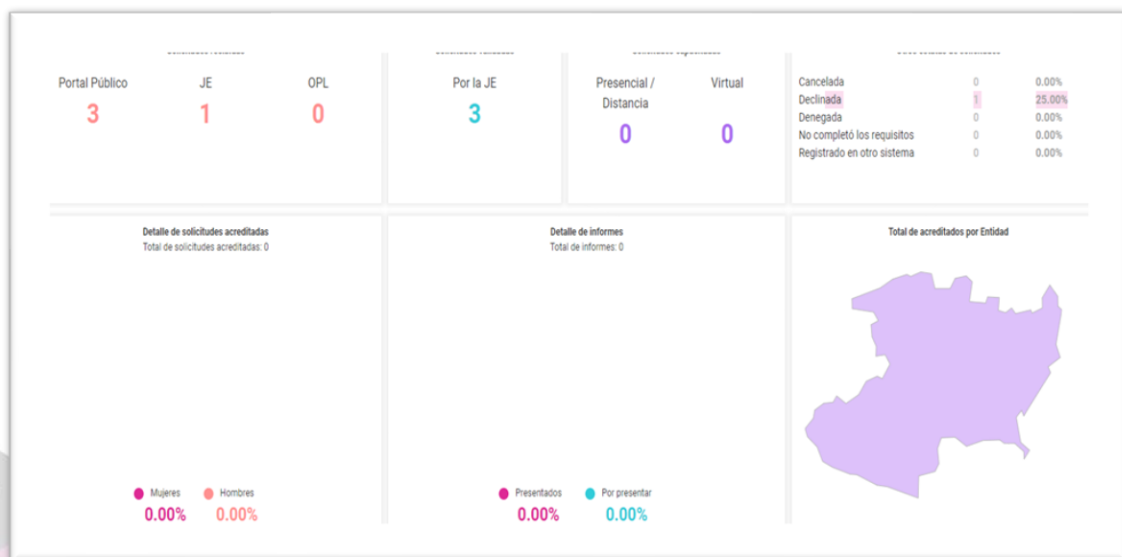 Portal Público JE OPL
3 1 0
Por la JE
3
Presencial / Distancia Virtual
0 0
Cancelada 0 0.00%
Declinada 1 25.00%
Denegada 0 0.00%
No completó los requisitos 0 0.00%
Registrado en otro sistema 0 0.00%
Detalle de solicitudes acreditadas
Total de solicitudes acreditadas: 0
Mujeres Hombres
0.00% 0.00%
Detalle de informes
Total de informes: 0
Presentados Por presentar
0.00% 0.00%
Total de acreditados por Entidad